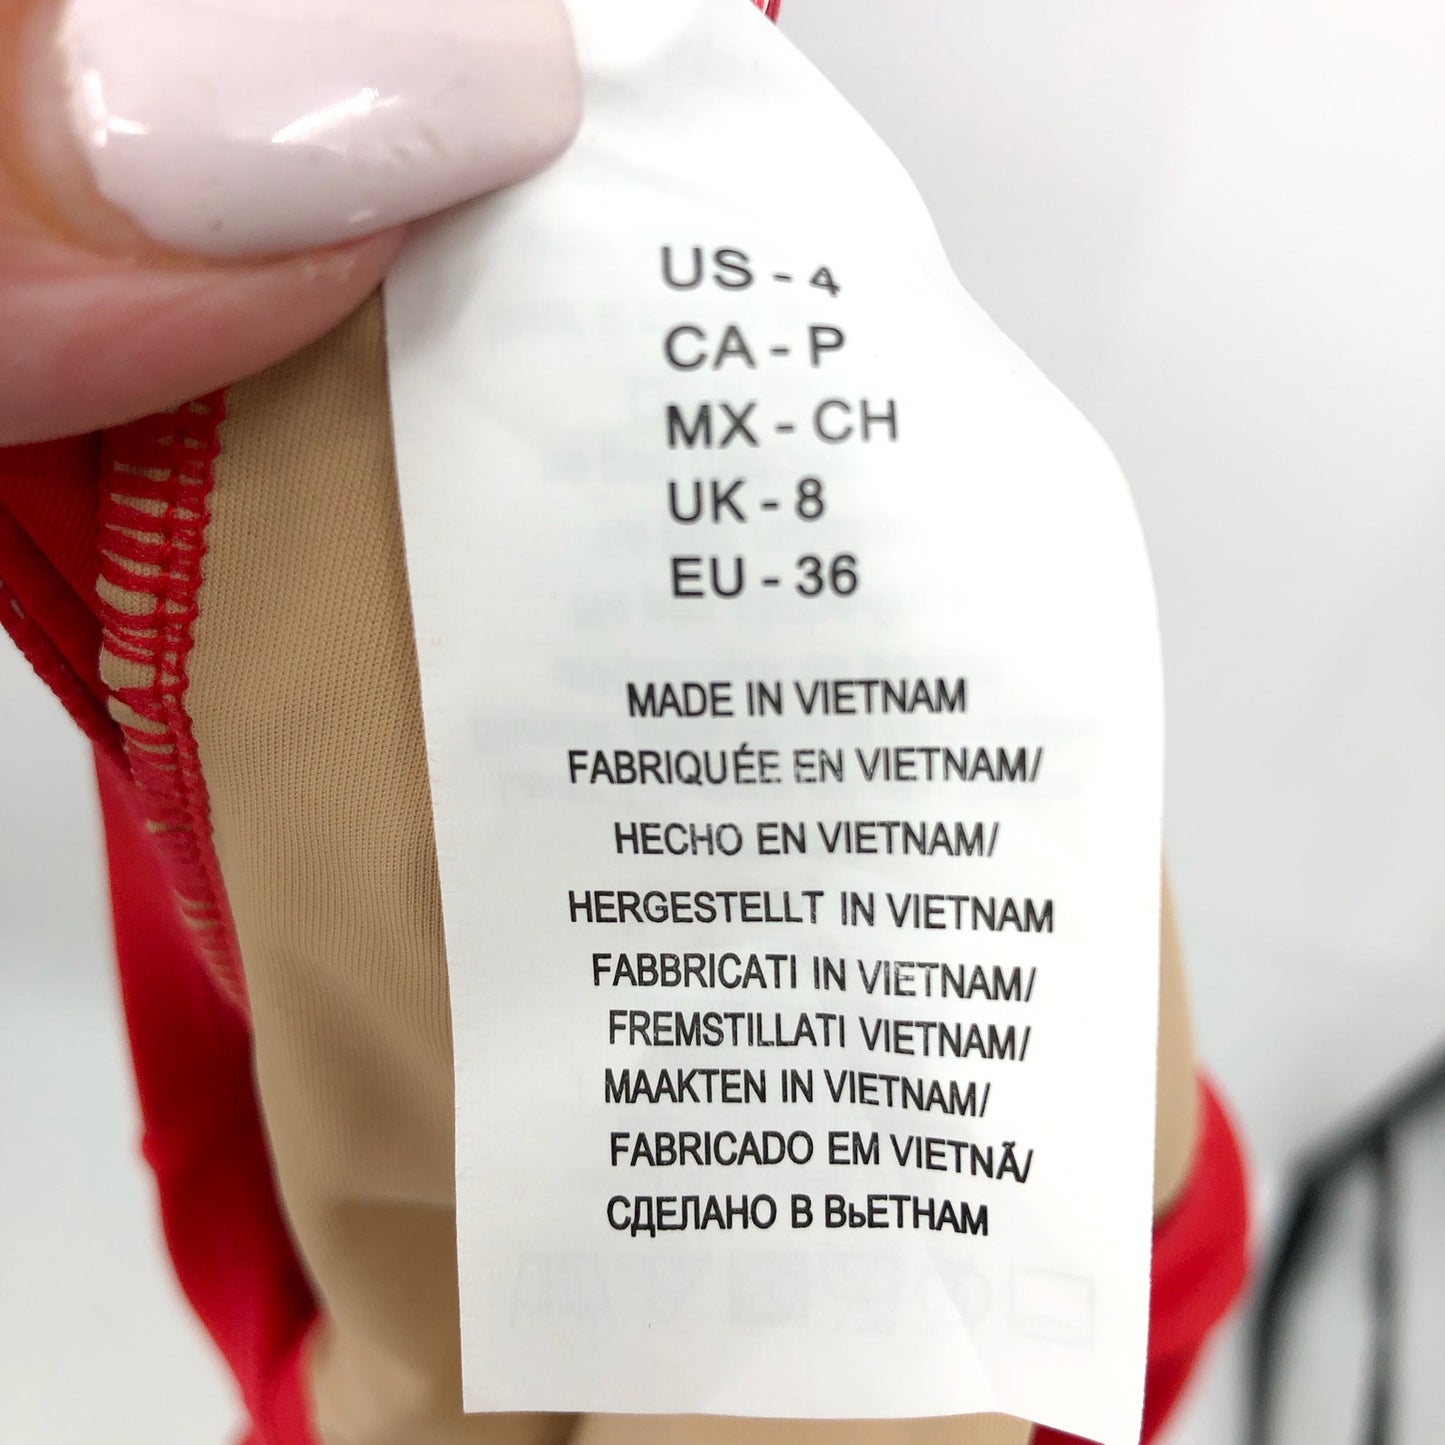 US - 4
CA - P
MX - CH
UK - 8
EU - 36
MADE IN VIETNAM
FABRIQUÉE EN VIETNAM/
HECHO EN VIETNAM/
HERGESTELLT IN VIETNAM
FABBRICATI IN VIETNAM/
FREMSTILLATI VIETNAM/
MAAKTEN IN VIETNAM/
FABRICADO EM VIETNÃ/
СДЕЛАНО В ВЬЕТНАМ